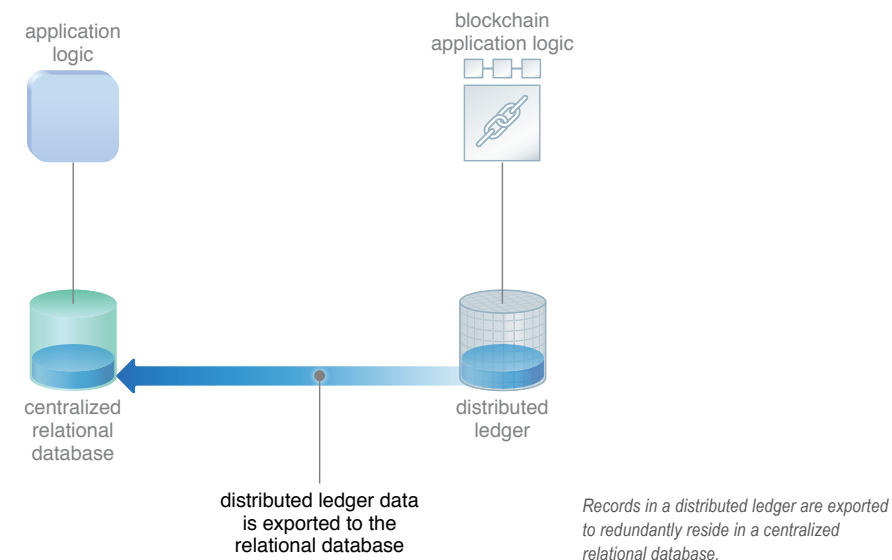 application
logic
blockchain
application logic
centralized
relational
database
distributed
ledger
distributed ledger data
is exported to the
relational database
Records in a distributed ledger are exported
to redundantly reside in a centralized
relational database.